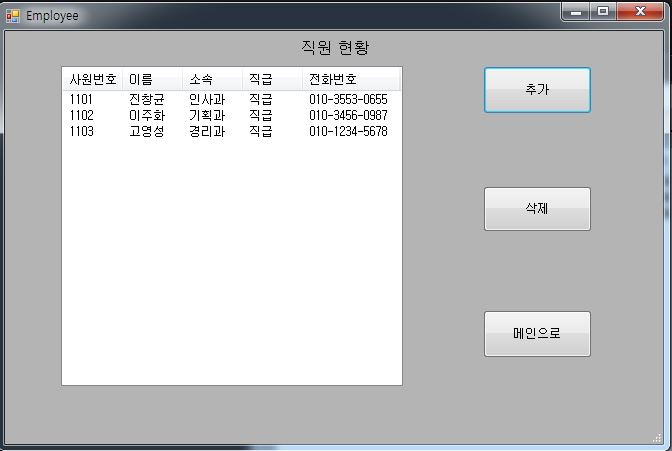 Employee
직원 현황
사원번호 이름 소속 직급 전화번호
1101 진창균 인사과 직급 010-3553-0655
1102 이주화 기획과 직급 010-3456-0987
1103 고영성 경리과 직급 010-1234-5678
추가
삭제
메인으로